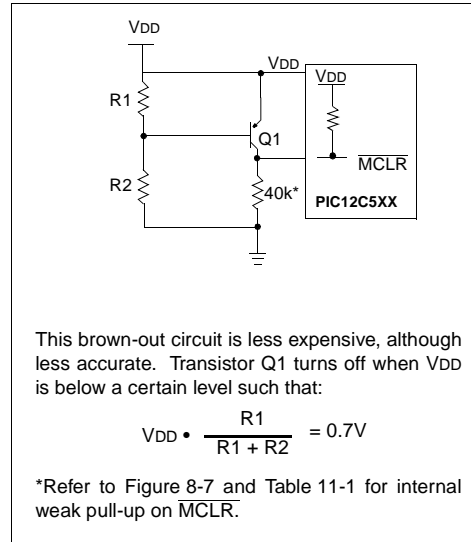 VDD
VDD
VDD
R1
Q1
MCLR
R2
40k*
PIC12C5XX
This brown-out circuit is less expensive, although
less accurate. Transistor Q1 turns off when VDD
is below a certain level such that:
VDD • R1 / R1 + R2 = 0.7V
*Refer to Figure 8-7 and Table 11-1 for internal
weak pull-up on MCLR.